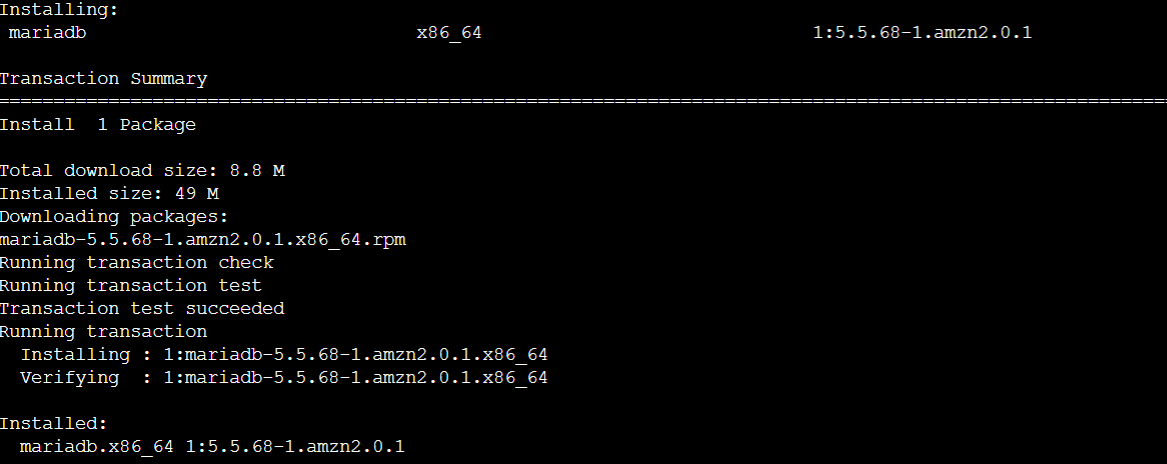 Installing:
mariadb x86_64 1:5.5.68-1.amzn2.0.1
Transaction Summary
================================================================================================================
Install  1 Package
Total download size: 8.8 M
Installed size: 49 M
Downloading packages:
mariadb-5.5.68-1.amzn2.0.1.x86_64.rpm
Running transaction check
Running transaction test
Transaction test succeeded
Running transaction
  Installing : 1:mariadb-5.5.68-1.amzn2.0.1.x86_64
  Verifying  : 1:mariadb-5.5.68-1.amzn2.0.1.x86_64
Installed:
  mariadb.x86_64 1:5.5.68-1.amzn2.0.1